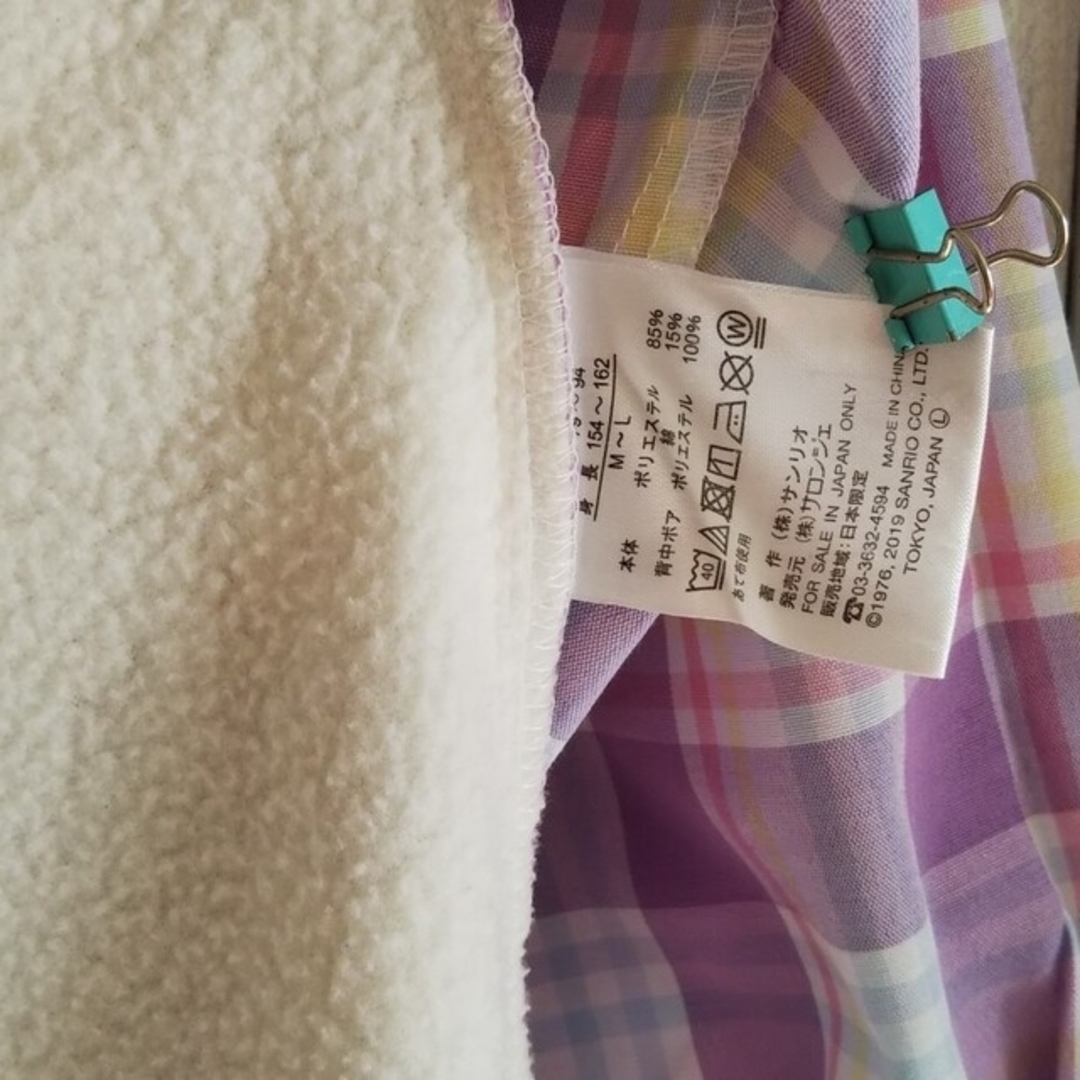 94
身長 154～162
M～L
本体 ポリエステル 85%
綿 15%
背中ボア ポリエステル 100%
40
W
あて布使用
著作 (株)サンリオ
発売元 (株)サロンジェ
FOR SALE IN JAPAN ONLY
販売地域:日本限定
☎03-3632-4594 MADE IN CHINA
©1976, 2019 SANRIO CO., LTD.
TOKYO, JAPAN Ⓛ